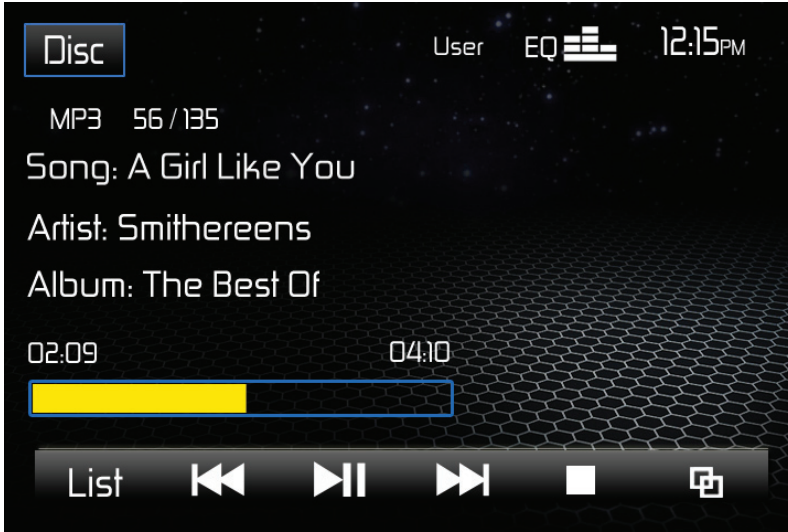 Disc
User EQ 12:15PM
MP3 56 / 135
Song: A Girl Like You
Artist: Smithereens
Album: The Best Of
02:09 04:10
List